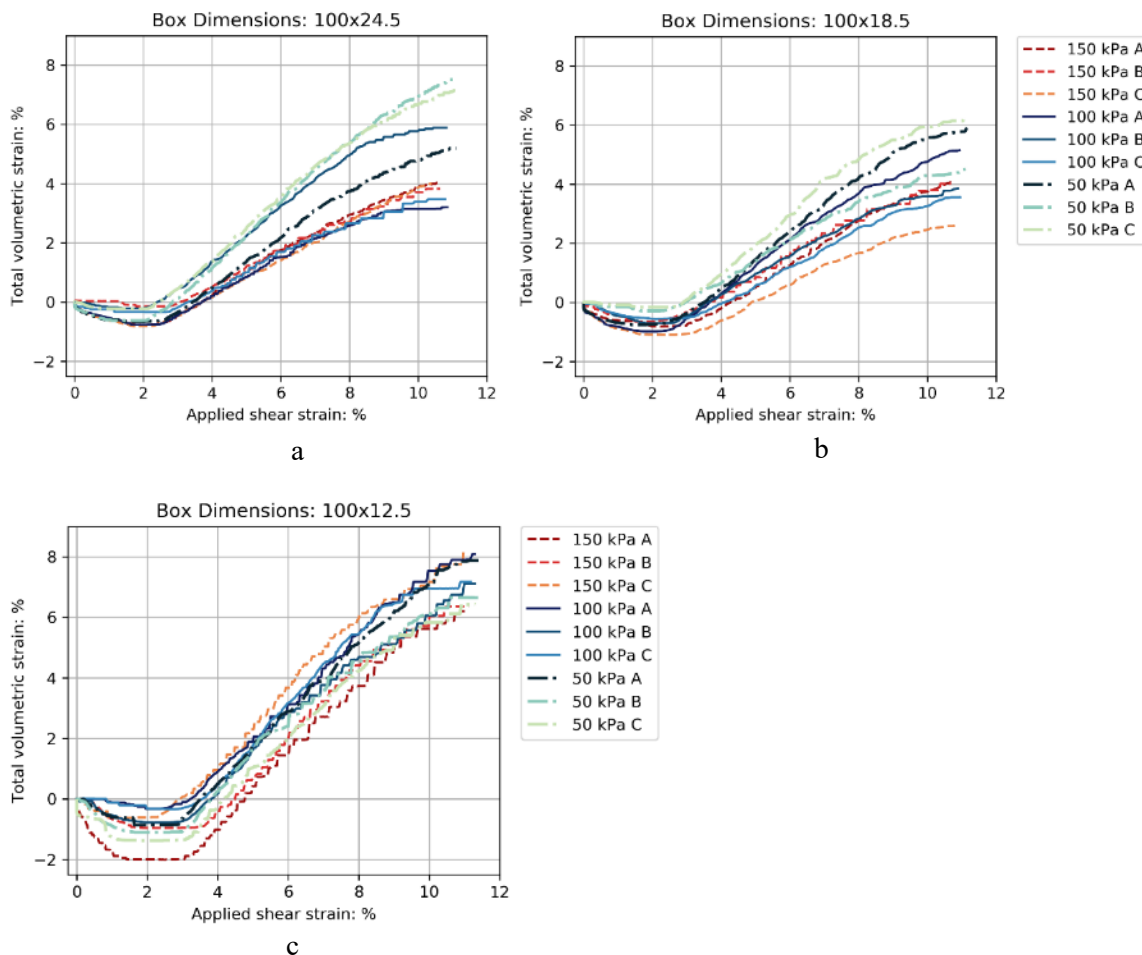 Box Dimensions: 100x24.5
Total volumetric strain: %
8
6
4
2
0
−2
0 2 4 6 8 10 12
Applied shear strain: %
a
Box Dimensions: 100x18.5
Total volumetric strain: %
8
6
4
2
0
−2
0 2 4 6 8 10 12
Applied shear strain: %
b
150 kPa A
150 kPa B
150 kPa C
100 kPa A
100 kPa B
100 kPa C
50 kPa A
50 kPa B
50 kPa C
Box Dimensions: 100x12.5
Total volumetric strain: %
8
6
4
2
0
−2
0 2 4 6 8 10 12
Applied shear strain: %
c
150 kPa A
150 kPa B
150 kPa C
100 kPa A
100 kPa B
100 kPa C
50 kPa A
50 kPa B
50 kPa C